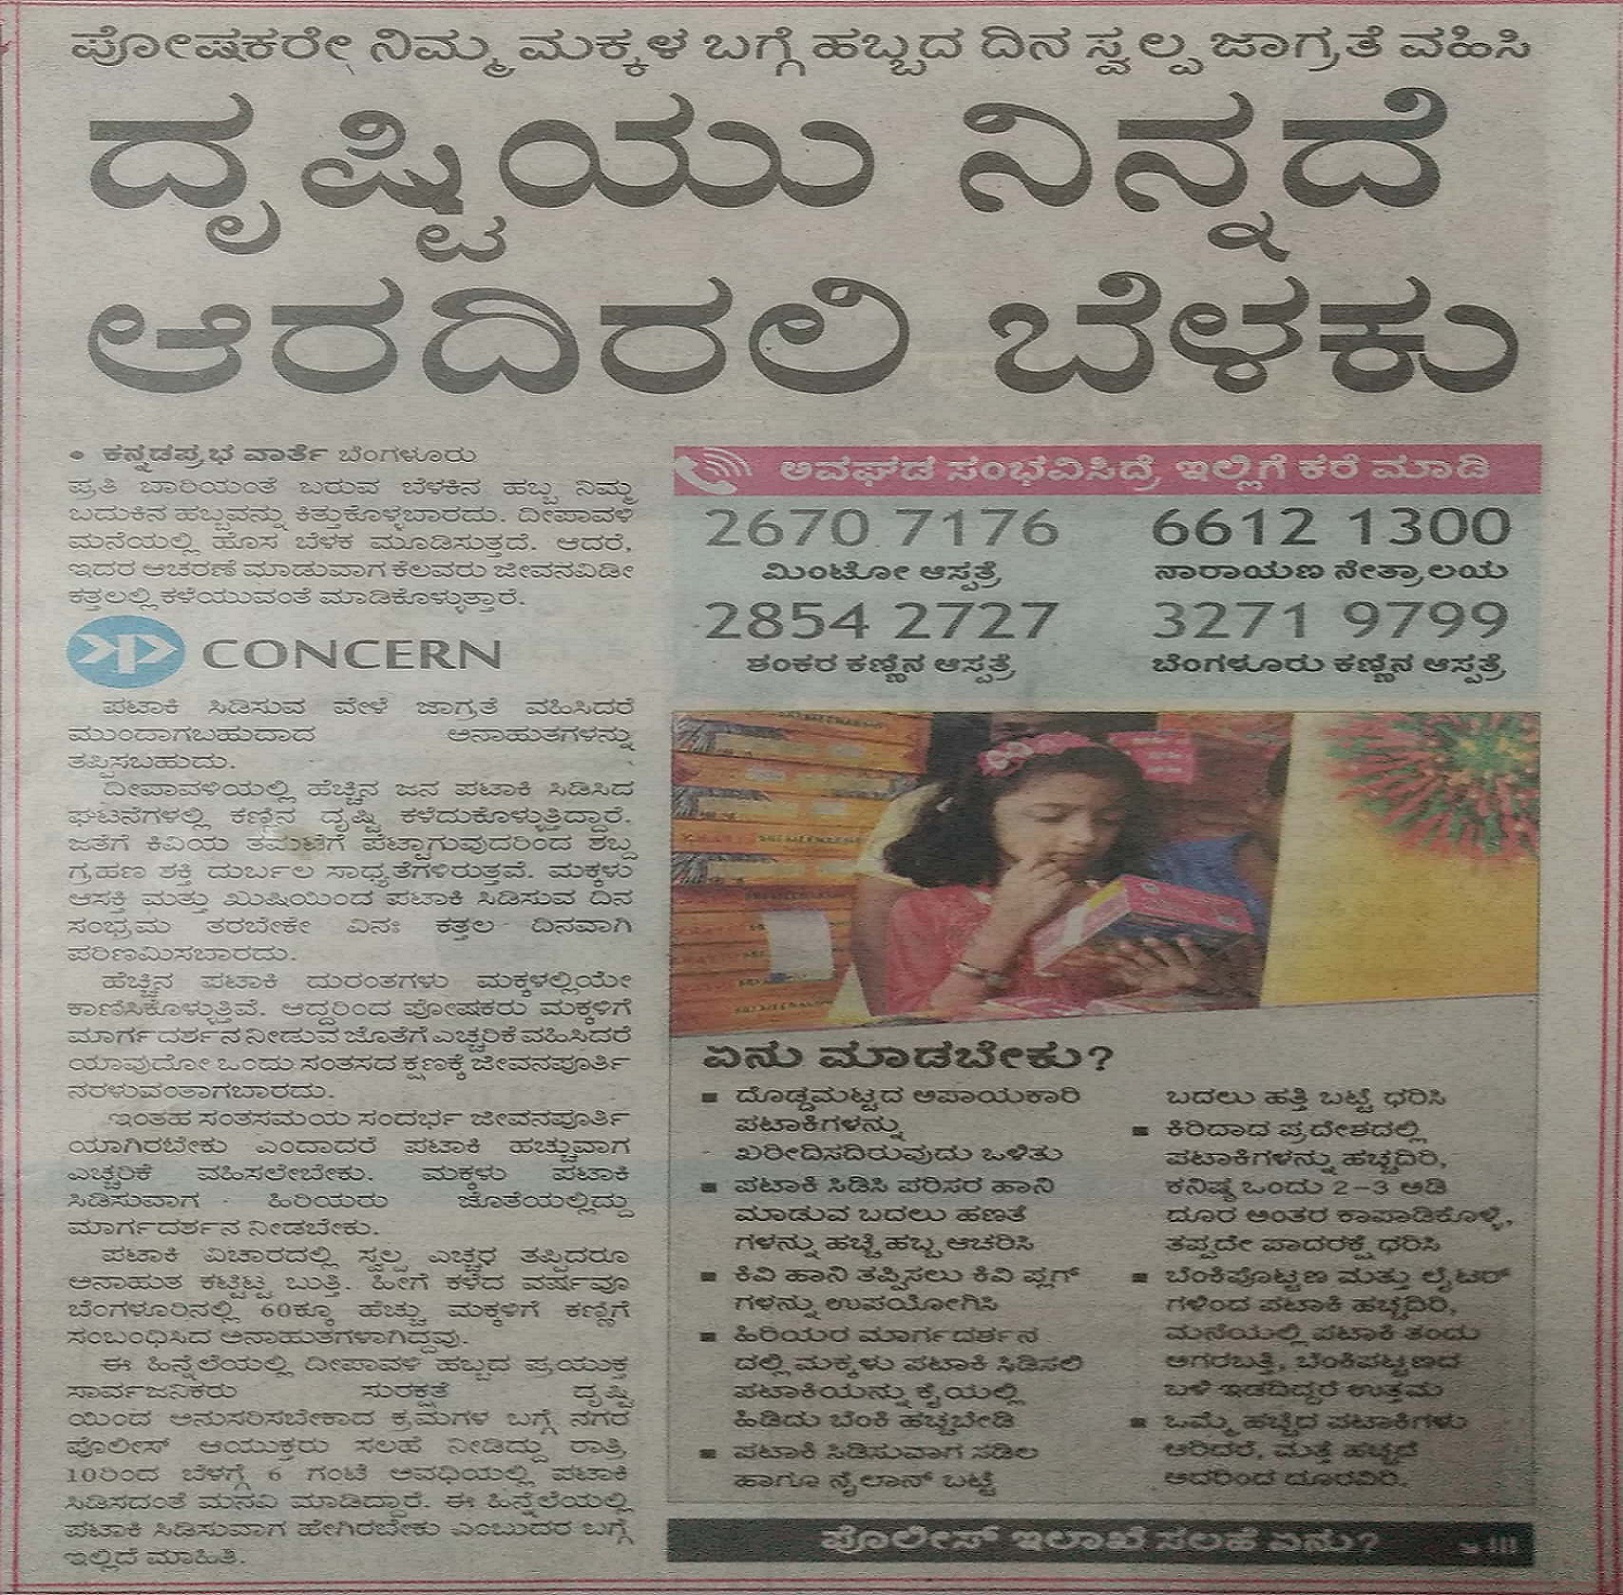 ಪೋಷಕರೇ ನಿಮ್ಮ ಮಕ್ಕಳ ಬಗ್ಗೆ ಹಬ್ಬದ ದಿನ ಸ್ವಲ್ಪ ಜಾಗ್ರತೆ ವಹಿಸಿ
ದೃಷ್ಟಿಯು ನಿನ್ನದೆ
ಆರದಿರಲಿ ಬೆಳಕು
• ಕನ್ನಡಪ್ರಭ ವಾರ್ತೆ ಬೆಂಗಳೂರು
ಪ್ರತಿ ಬಾರಿಯಂತೆ ಬರುವ ಬೆಳಕಿನ ಹಬ್ಬ ನಿಮ್ಮ
ಬದುಕಿನ ಹಬ್ಬವನ್ನು ಕಿತ್ತುಕೊಳ್ಳಬಾರದು. ದೀಪಾವಳಿ
ಮನೆಯಲ್ಲಿ ಹೊಸ ಬೆಳಕ ಮೂಡಿಸುತ್ತದೆ. ಆದರೆ,
ಇದರ ಆಚರಣೆ ಮಾಡುವಾಗ ಕೆಲವರು ಜೀವನವಿಡೀ
ಕತ್ತಲಲ್ಲಿ ಕಳೆಯುವಂತೆ ಮಾಡಿಕೊಳ್ಳುತ್ತಾರೆ.
KP CONCERN
ಪಟಾಕಿ ಸಿಡಿಸುವ ವೇಳೆ ಜಾಗ್ರತೆ ವಹಿಸಿದರೆ
ಮುಂದಾಗಬಹುದಾದ ಅನಾಹುತಗಳನ್ನು
ತಪ್ಪಿಸಬಹುದು.
ದೀಪಾವಳಿಯಲ್ಲಿ ಹೆಚ್ಚಿನ ಜನ ಪಟಾಕಿ ಸಿಡಿಸಿದ
ಘಟನೆಗಳಲ್ಲಿ ಕಣ್ಣಿನ ದೃಷ್ಟಿ ಕಳೆದುಕೊಳ್ಳುತ್ತಿದ್ದಾರೆ.
ಜತೆಗೆ ಕಿವಿಯ ತಮಟೆಗೆ ಪೆಟ್ಟಾಗುವುದರಿಂದ ಶಬ್ದ
ಗ್ರಹಣ ಶಕ್ತಿ ದುರ್ಬಲ ಸಾಧ್ಯತೆಗಳಿರುತ್ತವೆ. ಮಕ್ಕಳು
ಆಸಕ್ತಿ ಮತ್ತು ಖುಷಿಯಿಂದ ಪಟಾಕಿ ಸಿಡಿಸುವ ದಿನ
ಸಂಭ್ರಮ ತರಬೇಕೇ ವಿನಃ ಕತ್ತಲ ದಿನವಾಗಿ
ಪರಿಣಮಿಸಬಾರದು.
ಹೆಚ್ಚಿನ ಪಟಾಕಿ ದುರಂತಗಳು ಮಕ್ಕಳಲ್ಲಿಯೇ
ಕಾಣಿಸಿಕೊಳ್ಳುತ್ತಿವೆ. ಆದ್ದರಿಂದ ಪೋಷಕರು ಮಕ್ಕಳಿಗೆ
ಮಾರ್ಗದರ್ಶನ ನೀಡುವ ಜೊತೆಗೆ ಎಚ್ಚರಿಕೆ ವಹಿಸಿದರೆ
ಯಾವುದೋ ಒಂದು ಸಂತಸದ ಕ್ಷಣಕ್ಕೆ ಜೀವನಪೂರ್ತಿ
ನರಳುವಂತಾಗಬಾರದು.
ಇಂತಹ ಸಂತಸಮಯ ಸಂದರ್ಭ ಜೀವನಪೂರ್ತಿ
ಯಾಗಿರಬೇಕು ಎಂದಾದರೆ ಪಟಾಕಿ ಹಚ್ಚುವಾಗ
ಎಚ್ಚರಿಕೆ ವಹಿಸಲೇಬೇಕು. ಮಕ್ಕಳು ಪಟಾಕಿ
ಸಿಡಿಸುವಾಗ ಹಿರಿಯರು ಜೊತೆಯಲ್ಲಿದ್ದು
ಮಾರ್ಗದರ್ಶನ ನೀಡಬೇಕು.
ಪಟಾಕಿ ವಿಚಾರದಲ್ಲಿ ಸ್ವಲ್ಪ ಎಚ್ಚರ ತಪ್ಪಿದರೂ
ಅನಾಹುತ ಕಟ್ಟಿಟ್ಟ ಬುತ್ತಿ. ಹೀಗೆ ಕಳೆದ ವರ್ಷವೂ
ಬೆಂಗಳೂರಿನಲ್ಲಿ 60ಕ್ಕೂ ಹೆಚ್ಚು ಮಕ್ಕಳಿಗೆ ಕಣ್ಣಿಗೆ
ಸಂಬಂಧಿಸಿದ ಅನಾಹುತಗಳಾಗಿದ್ದವು.
ಈ ಹಿನ್ನೆಲೆಯಲ್ಲಿ ದೀಪಾವಳಿ ಹಬ್ಬದ ಪ್ರಯುಕ್ತ
ಸಾರ್ವಜನಿಕರು ಸುರಕ್ಷತೆ ದೃಷ್ಟಿ
ಯಿಂದ ಅನುಸರಿಸಬೇಕಾದ ಕ್ರಮಗಳ ಬಗ್ಗೆ ನಗರ
ಪೊಲೀಸ್ ಆಯುಕ್ತರು ಸಲಹೆ ನೀಡಿದ್ದು ರಾತ್ರಿ
10ರಿಂದ ಬೆಳಗ್ಗೆ 6 ಗಂಟೆ ಅವಧಿಯಲ್ಲಿ ಪಟಾಕಿ
ಸಿಡಿಸದಂತೆ ಮನವಿ ಮಾಡಿದ್ದಾರೆ. ಈ ಹಿನ್ನೆಲೆಯಲ್ಲಿ
ಪಟಾಕಿ ಸಿಡಿಸುವಾಗ ಹೇಗಿರಬೇಕು ಎಂಬುದರ ಬಗ್ಗೆ
ಇಲ್ಲಿದೆ ಮಾಹಿತಿ.
ಅವಘಡ ಸಂಭವಿಸಿದ್ರೆ ಇಲ್ಲಿಗೆ ಕರೆ ಮಾಡಿ
2670 7176 6612 1300
ಮಿಂಟೋ ಆಸ್ಪತ್ರೆ ನಾರಾಯಣ ನೇತ್ರಾಲಯ
2854 2727 3271 9799
ಶಂಕರ ಕಣ್ಣಿನ ಆಸ್ಪತ್ರೆ ಬೆಂಗಳೂರು ಕಣ್ಣಿನ ಆಸ್ಪತ್ರೆ
ಏನು ಮಾಡಬೇಕು?
▪ ದೊಡ್ಡಮಟ್ಟದ ಅಪಾಯಕಾರಿ
ಪಟಾಕಿಗಳನ್ನು
ಖರೀದಿಸದಿರುವುದು ಒಳಿತು
▪ ಪಟಾಕಿ ಸಿಡಿಸಿ ಪರಿಸರ ಹಾನಿ
ಮಾಡುವ ಬದಲು ಹಣತೆ
ಗಳನ್ನು ಹಚ್ಚಿ ಹಬ್ಬ ಆಚರಿಸಿ
▪ ಕಿವಿ ಹಾನಿ ತಪ್ಪಿಸಲು ಕಿವಿ ಪ್ಲಗ್
ಗಳನ್ನು ಉಪಯೋಗಿಸಿ
▪ ಹಿರಿಯರ ಮಾರ್ಗದರ್ಶನ
ದಲ್ಲಿ ಮಕ್ಕಳು ಪಟಾಕಿ ಸಿಡಿಸಲಿ
ಪಟಾಕಿಯನ್ನು ಕೈಯಲ್ಲಿ
ಹಿಡಿದು ಬೆಂಕಿ ಹಚ್ಚಬೇಡಿ
▪ ಪಟಾಕಿ ಸಿಡಿಸುವಾಗ ಸಡಿಲ
ಹಾಗೂ ನೈಲಾನ್ ಬಟ್ಟೆ
ಬದಲು ಹತ್ತಿ ಬಟ್ಟೆ ಧರಿಸಿ
▪ ಕಿರಿದಾದ ಪ್ರದೇಶದಲ್ಲಿ
ಪಟಾಕಿಗಳನ್ನು ಹಚ್ಚದಿರಿ,
ಕನಿಷ್ಠ ಒಂದು 2-3 ಅಡಿ
ದೂರ ಅಂತರ ಕಾಪಾಡಿಕೊಳ್ಳಿ,
ತಪ್ಪದೇ ಪಾದರಕ್ಷೆ ಧರಿಸಿ
▪ ಬೆಂಕಿಪೊಟ್ಟಣ ಮತ್ತು ಲೈಟರ್
ಗಳಿಂದ ಪಟಾಕಿ ಹಚ್ಚದಿರಿ,
ಮನೆಯಲ್ಲಿ ಪಟಾಕಿ ತಂದು
ಅಗರಬತ್ತಿ, ಬೆಂಕಿಪಟ್ಟಣದ
ಬಳಿ ಇಡದಿದ್ದರೆ ಉತ್ತಮ
▪ ಒಮ್ಮೆ ಹಚ್ಚಿದ ಪಟಾಕಿಗಳು
ಆರಿದರೆ, ಮತ್ತೆ ಹಚ್ಚದೆ
ಅದರಿಂದ ದೂರವಿರಿ.
ಪೊಲೀಸ್ ಇಲಾಖೆ ಸಲಹೆ ಏನು?